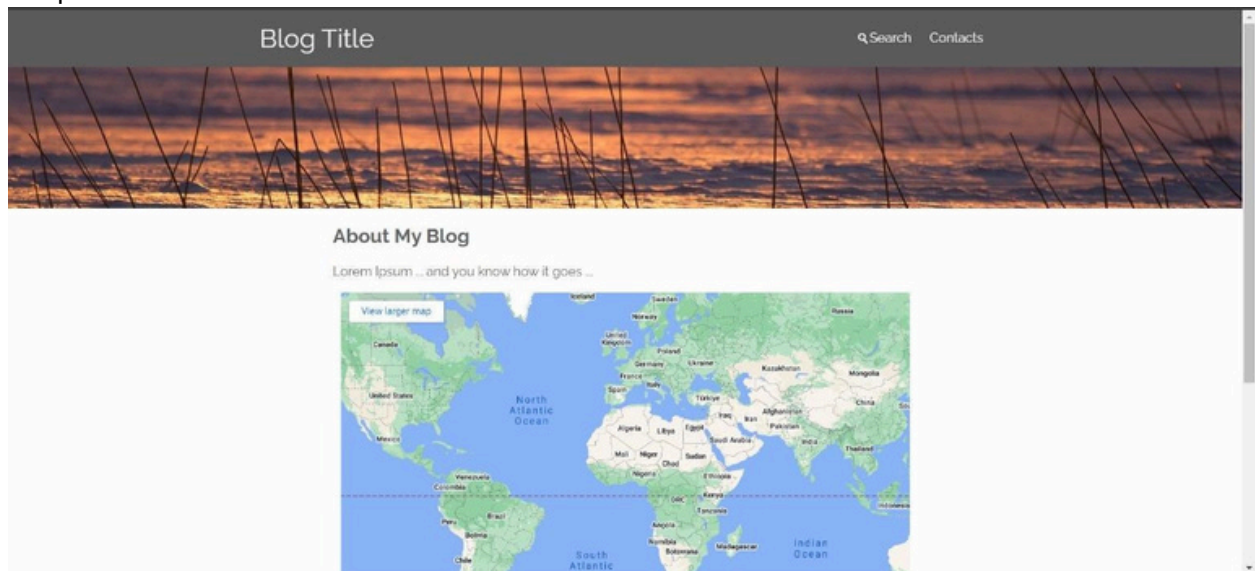 Blog Title
Search Contacts
About My Blog
Lorem Ipsum ... and you know how it goes ...
View larger map
Iceland
Sweden
Russia
Norway
Canada
United
Kingdom
Poland
Germany Ukraine
Kazakhstan
Mongolia
France
Italy
Spain
United States
North
Atlantic
Ocean
Türkiye
China
Iraq Iran
Afghanistan
Pakistan
Algeria Libya Egypt
Saudi Arabia
India
Mexico
Mali Niger
Chad Sudan
Thailand
Venezuela
Nigeria
Ethiopia
Colombia
DRC
Kenya
Indonesia
Tanzania
Peru
Brazil
Angola
Bolivia
Namibia
Botswana
Madagascar
Indian
Ocean
Chile
South
Atlantic